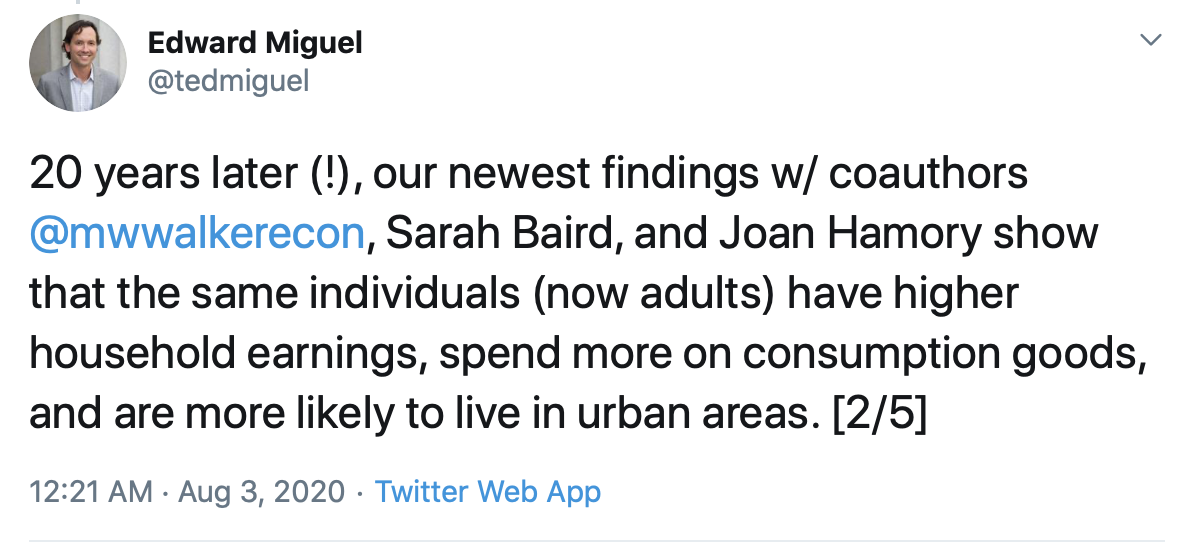 Edward Miguel
@tedmiguel
20 years later (!), our newest findings w/ coauthors
@mwwalkerecon, Sarah Baird, and Joan Hamory show
that the same individuals (now adults) have higher
household earnings, spend more on consumption goods,
and are more likely to live in urban areas. [2/5]
12:21 AM · Aug 3, 2020 · Twitter Web App